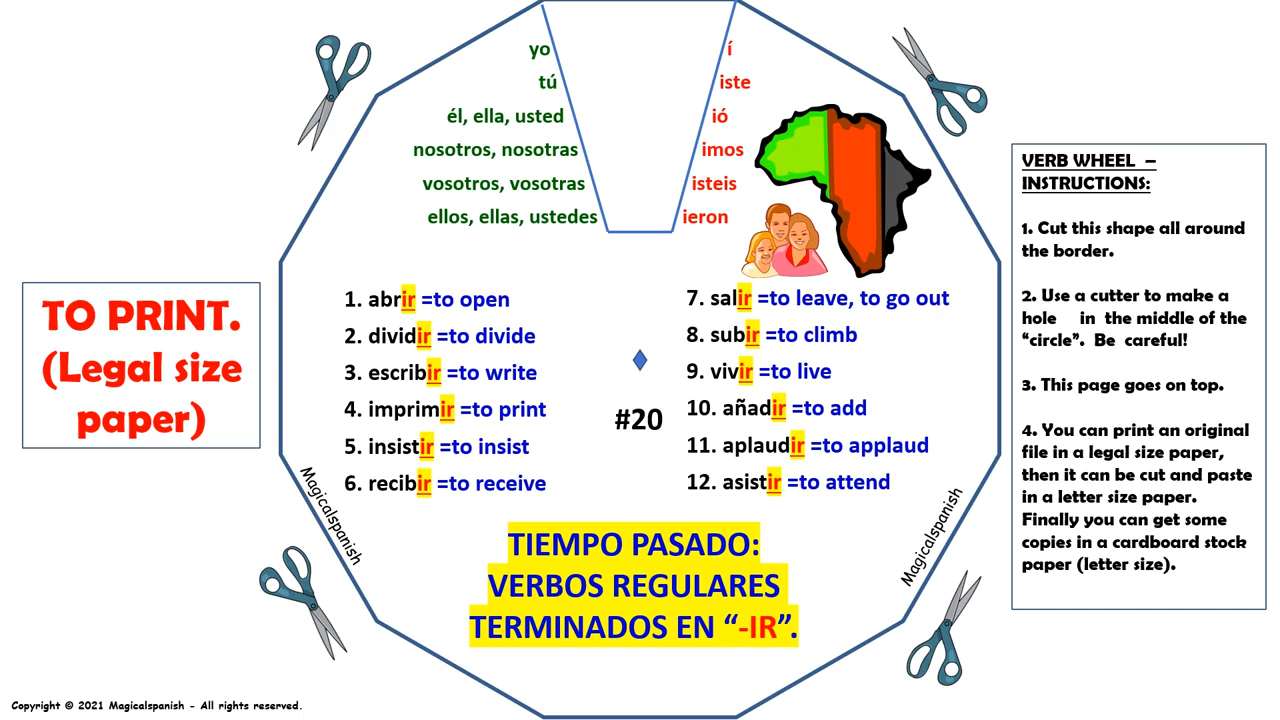 yo í
tú iste
él, ella, usted ió
nosotros, nosotras imos
vosotros, vosotras isteis
ellos, ellas, ustedes ieron
1. abrir =to open
2. dividir =to divide
3. escribir =to write
4. imprimir =to print
5. insistir =to insist
6. recibir =to receive
#20
7. salir =to leave, to go out
8. subir =to climb
9. vivir =to live
10. añadir =to add
11. aplaudir =to applaud
12. asistir =to attend
Magicalspanish
Magicalspanish
TIEMPO PASADO:
VERBOS REGULARES
TERMINADOS EN “-IR”.
TO PRINT.
(Legal size
paper)
VERB WHEEL –
INSTRUCTIONS:
1. Cut this shape all around
the border.
2. Use a cutter to make a
hole in the middle of the
“circle”. Be careful!
3. This page goes on top.
4. You can print an original
file in a legal size paper,
then it can be cut and paste
in a letter size paper.
Finally you can get some
copies in a cardboard stock
paper (letter size).
Copyright © 2021 Magicalspanish - All rights reserved.